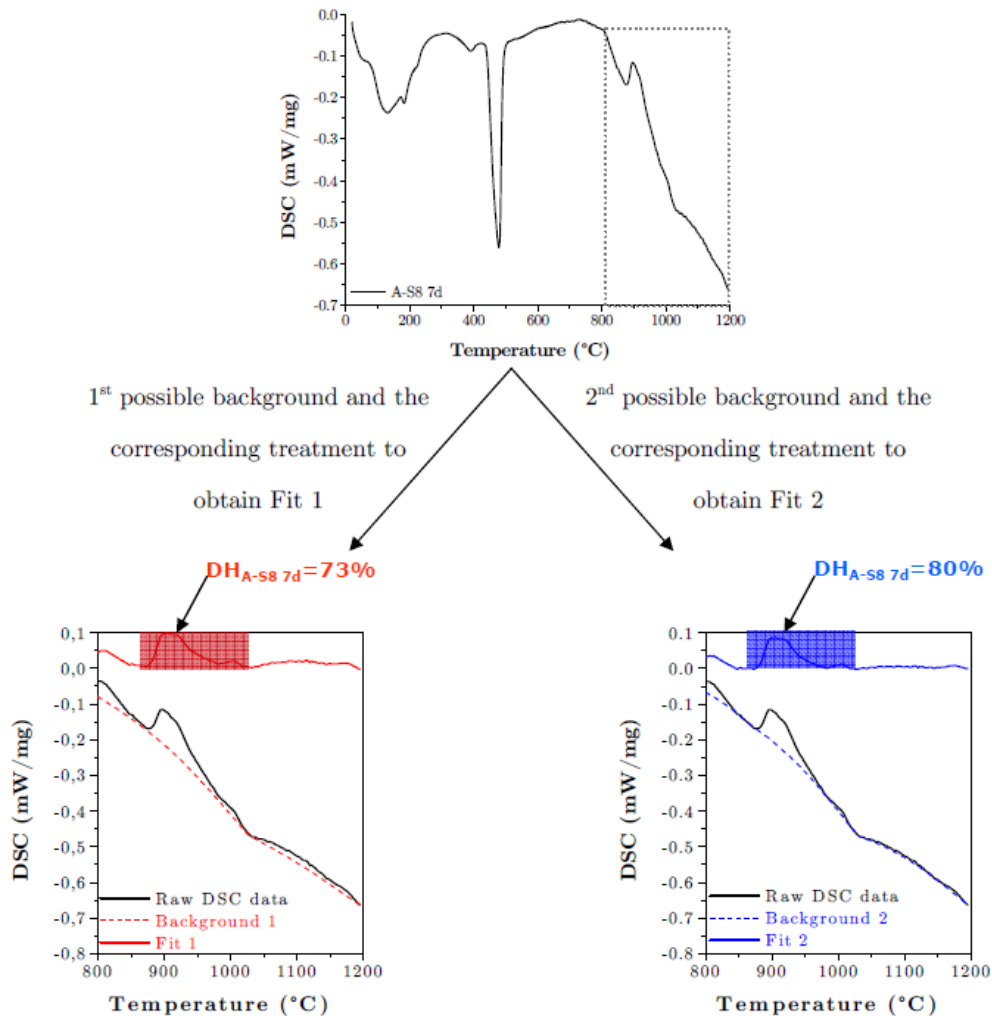 0.0
-0.1
-0.2
-0.3
-0.4
-0.5
-0.6
-0.7
DSC (mW/mg)
A-S8 7d
0 200 400 600 800 1000 1200
Temperature (°C)
1st possible background and the
corresponding treatment to
obtain Fit 1
2nd possible background and the
corresponding treatment to
obtain Fit 2
DHA-S8 7d=73%
0,1
0,0
-0,1
-0,2
-0,3
-0,4
-0,5
-0,6
-0,7
-0,8
DSC (mW/mg)
Raw DSC data
Background 1
Fit 1
800 900 1000 1100 1200
Temperature (°C)
DHA-S8 7d=80%
0.1
0.0
-0.1
-0.2
-0.3
-0.4
-0.5
-0.6
-0.7
-0.8
DSC (mW/mg)
Raw DSC data
Background 2
Fit 2
800 900 1000 1100 1200
Temperature (°C)